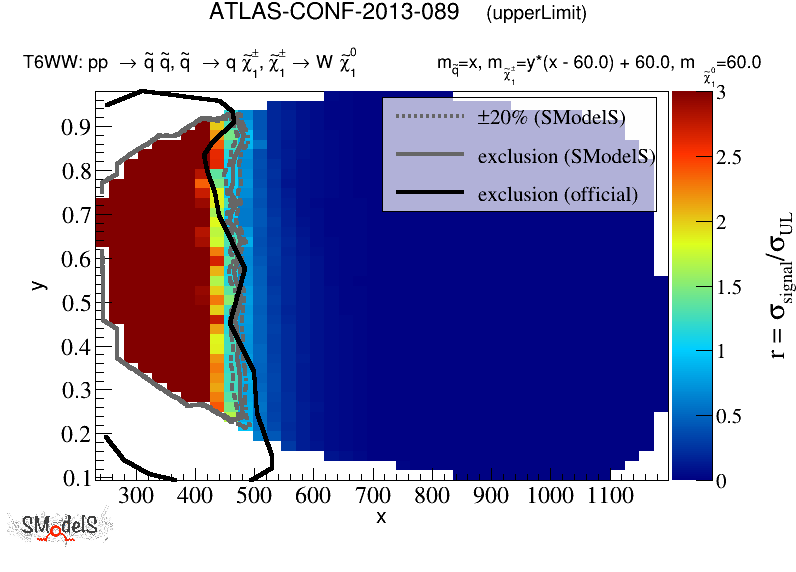 ATLAS-CONF-2013-089 (upperLimit)
T6WW: pp → q̃ q̃, q̃ → q χ̃₁±, χ̃₁± → W χ̃₁⁰ m_q̃=x, m_χ̃₁±=y*(x - 60.0) + 60.0, m_χ̃₁⁰=60.0
±20% (SModelS)
exclusion (SModelS)
exclusion (official)
0.9
0.8
0.7
0.6
0.5
0.4
0.3
0.2
0.1
y
300 400 500 600 700 800 900 1000 1100
x
3
2.5
2
1.5
1
0.5
0
r = σ_signal/σ_UL
SModelS